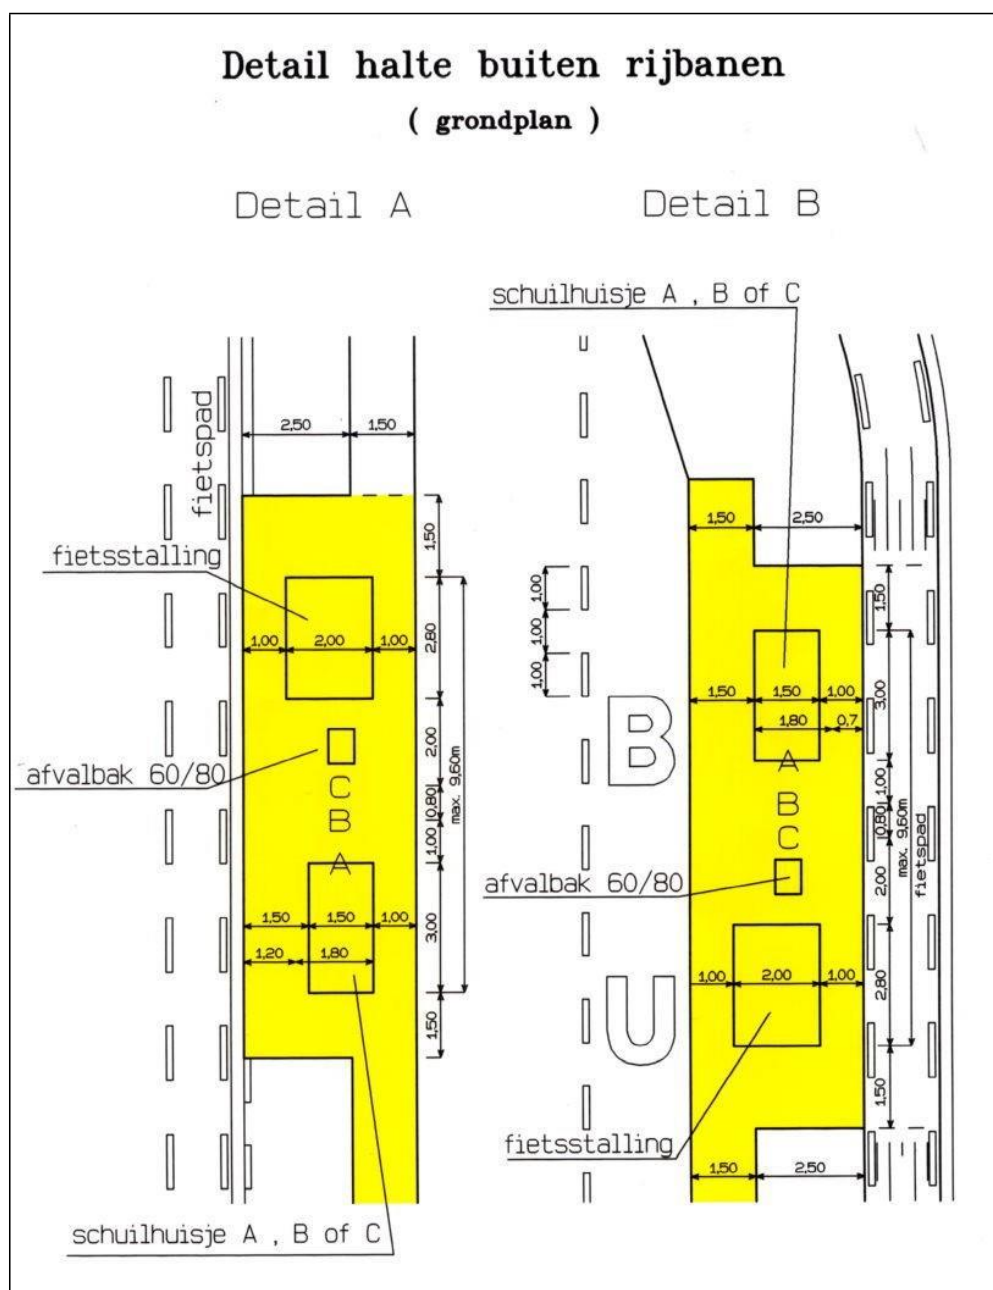 Detail halte buiten rijbanen
( grondplan )
Detail A
Detail B
schuilhuisje A , B of C
fietspad
2,50
1,50
1,50
fietsstalling
1,00
2,00
1,00
2,80
2,00
afvalbak 60/80
C
B
A
0,80
1,00
max. 9,60m
1,50
1,50
1,00
3,00
1,20
1,80
1,50
schuilhuisje A , B of C
1,50
2,50
1,50
1,00
1,00
1,00
1,50
1,50
1,00
3,00
1,80
0,7
B
A
B
C
1,00
0,80
max. 9,60m
fietspad
2,00
afvalbak 60/80
1,00
2,00
1,00
2,80
U
1,50
fietsstalling
1,50
2,50